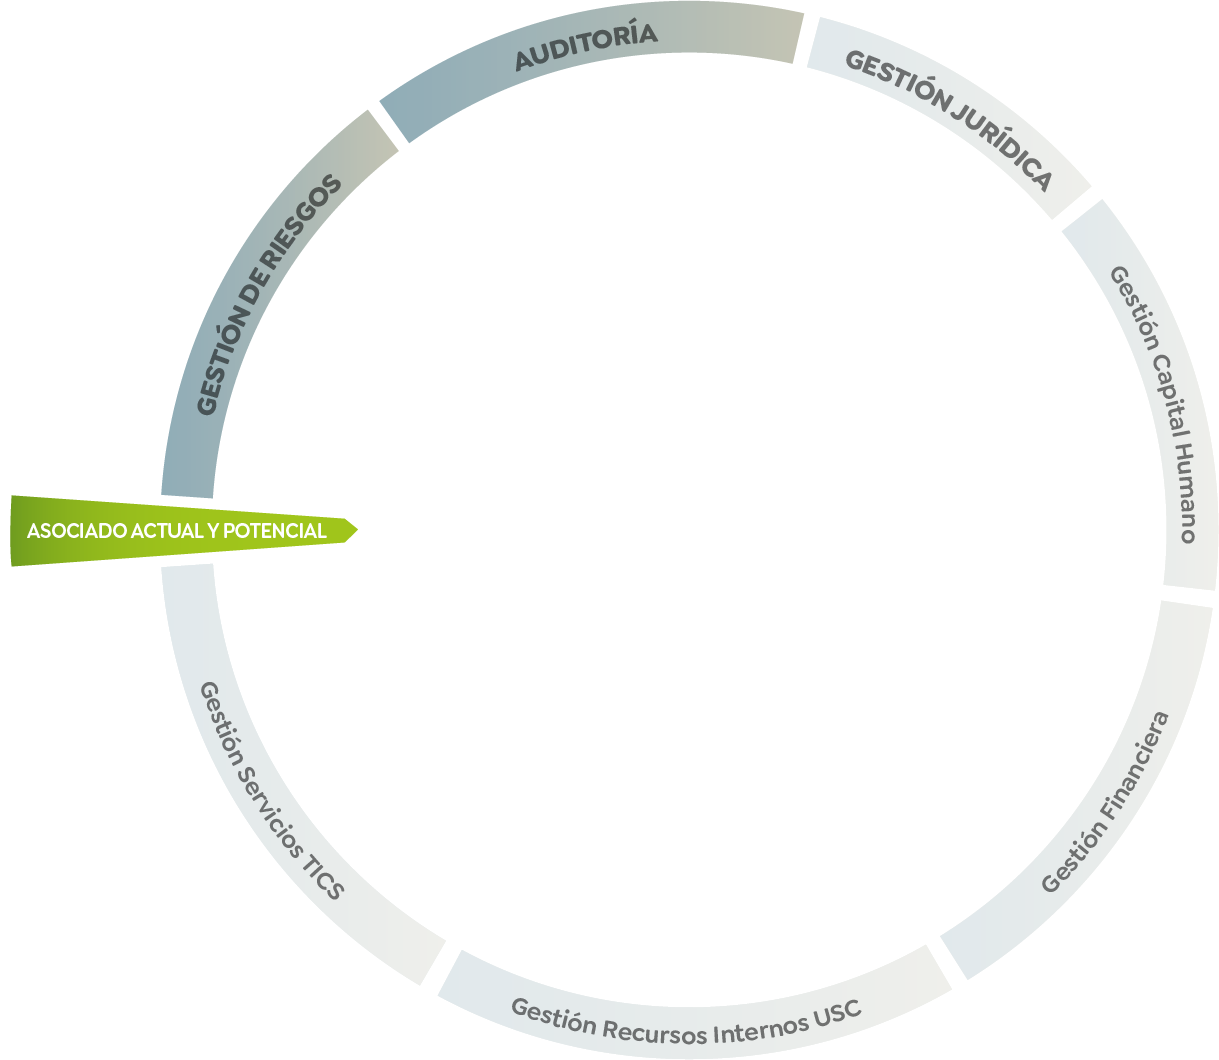 AUDITORÍA
GESTIÓN JURÍDICA
GESTIÓN DE RIESGOS
Gestión Capital Humano
ASOCIADO ACTUAL Y POTENCIAL
Gestión Servicios TICS
Gestión Financiera
Gestión Recursos Internos USC